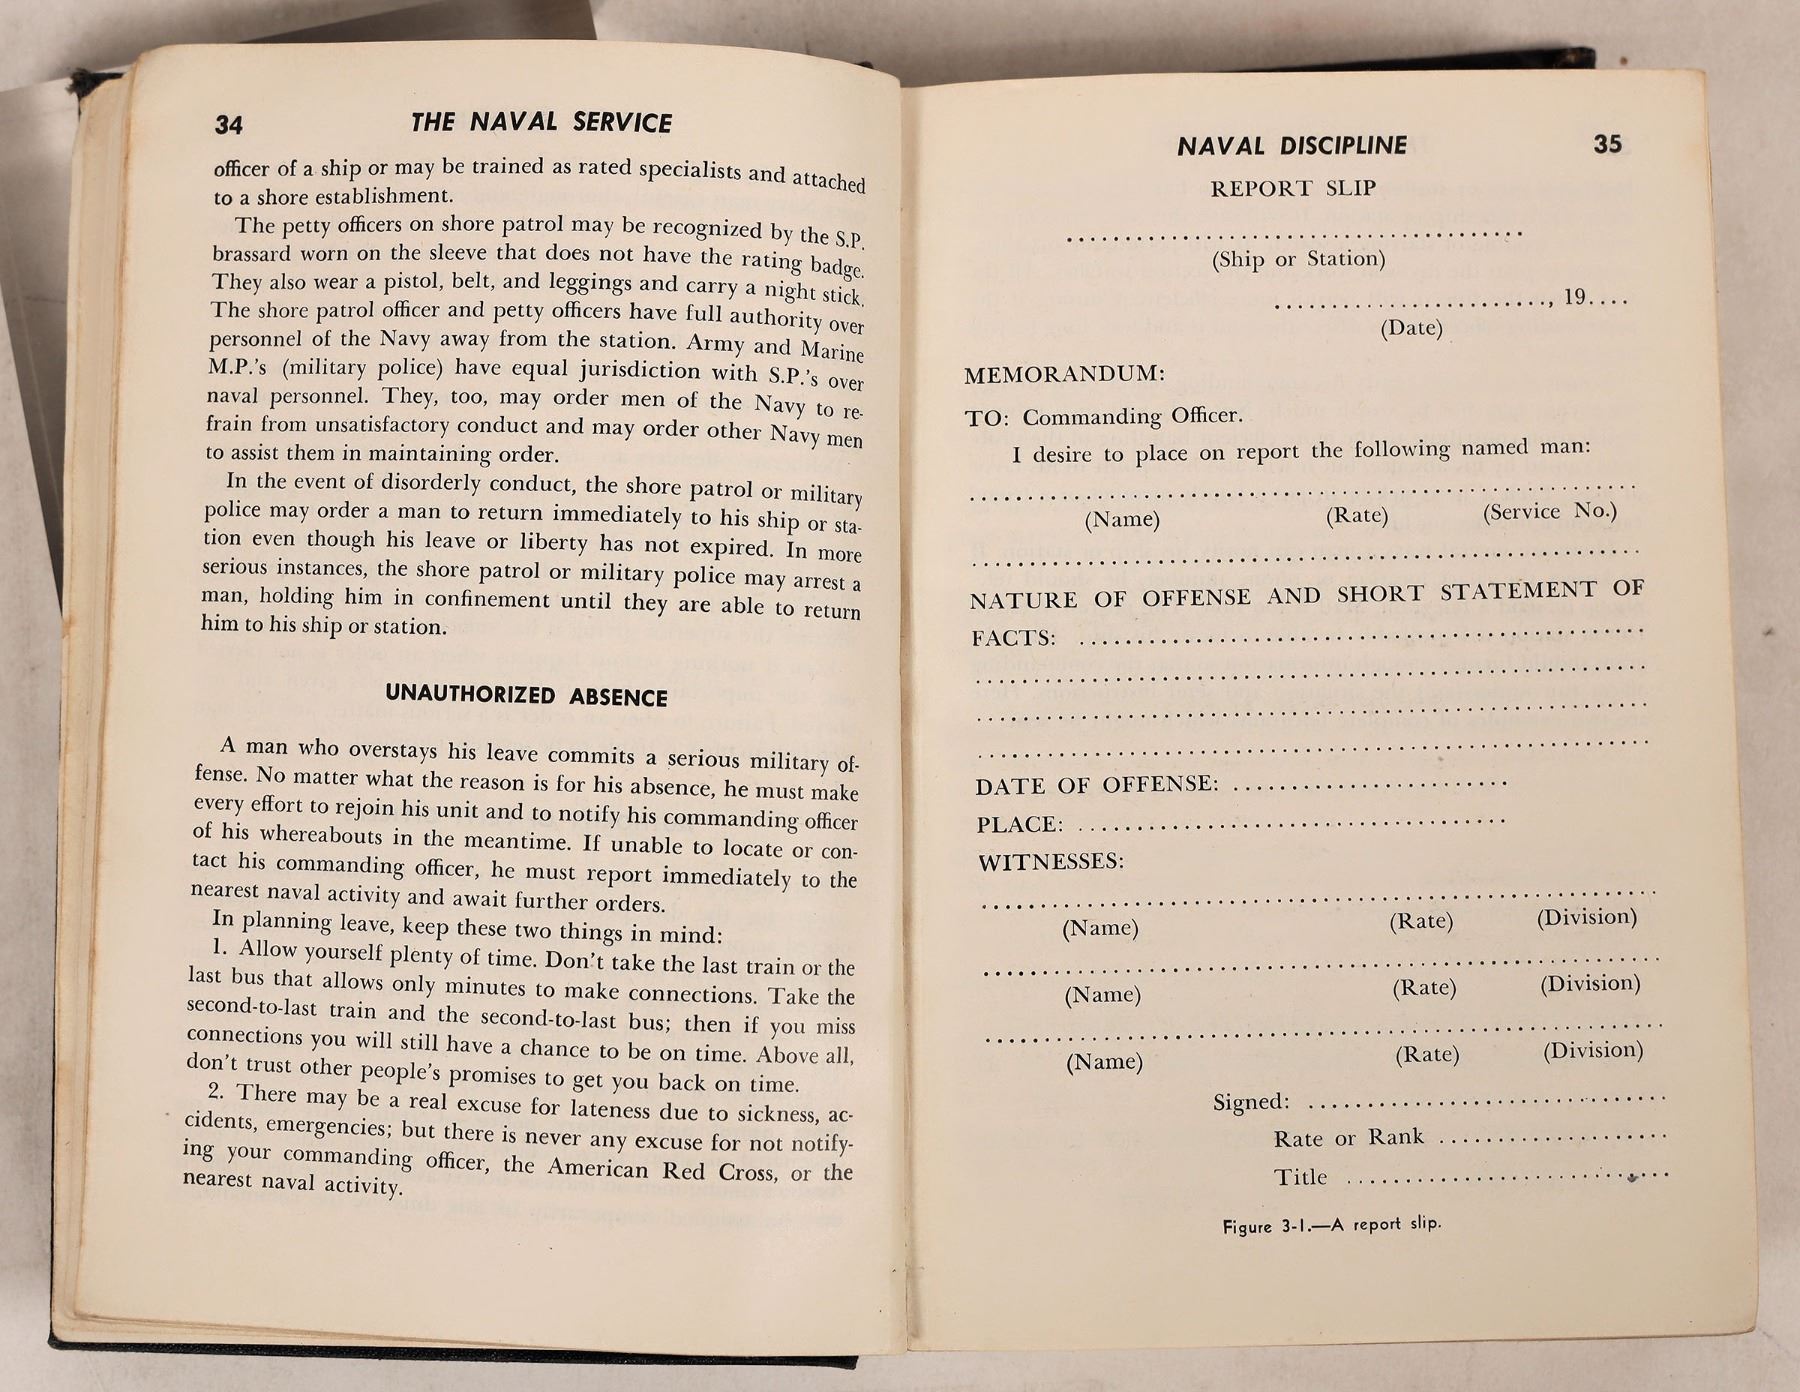 34 THE NAVAL SERVICE
officer of a ship or may be trained as rated specialists and attached
to a shore establishment.
The petty officers on shore patrol may be recognized by the S.P.
brassard worn on the sleeve that does not have the rating badge.
They also wear a pistol, belt, and leggings and carry a night stick.
The shore patrol officer and petty officers have full authority over
personnel of the Navy away from the station. Army and Marine
M.P.'s (military police) have equal jurisdiction with S.P.'s over
naval personnel. They, too, may order men of the Navy to re-
frain from unsatisfactory conduct and may order other Navy men
to assist them in maintaining order.
In the event of disorderly conduct, the shore patrol or military
police may order a man to return immediately to his ship or sta-
tion even though his leave or liberty has not expired. In more
serious instances, the shore patrol or military police may arrest a
man, holding him in confinement until they are able to return
him to his ship or station.
UNAUTHORIZED ABSENCE
A man who overstays his leave commits a serious military of-
fense. No matter what the reason is for his absence, he must make
every effort to rejoin his unit and to notify his commanding officer
of his whereabouts in the meantime. If unable to locate or con-
tact his commanding officer, he must report immediately to the
nearest naval activity and await further orders.
In planning leave, keep these two things in mind:
1. Allow yourself plenty of time. Don't take the last train or the
last bus that allows only minutes to make connections. Take the
second-to-last train and the second-to-last bus; then if you miss
connections you will still have a chance to be on time. Above all,
don't trust other people's promises to get you back on time.
2. There may be a real excuse for lateness due to sickness, ac-
cidents, emergencies; but there is never any excuse for not notify-
ing your commanding officer, the American Red Cross, or the
nearest naval activity.
NAVAL DISCIPLINE 35
REPORT SLIP
........................................
(Ship or Station)
........................, 19....
(Date)
MEMORANDUM:
TO: Commanding Officer.
I desire to place on report the following named man:
............................................................
(Name) (Rate) (Service No.)
............................................................
NATURE OF OFFENSE AND SHORT STATEMENT OF
FACTS: ..................................................
............................................................
............................................................
............................................................
DATE OF OFFENSE: ........................
PLACE: .....................................
WITNESSES:
............................................................
(Name) (Rate) (Division)
............................................................
(Name) (Rate) (Division)
............................................................
(Name) (Rate) (Division)
Signed: ...............................
Rate or Rank ....................
Title ............................
Figure 3-1.—A report slip.